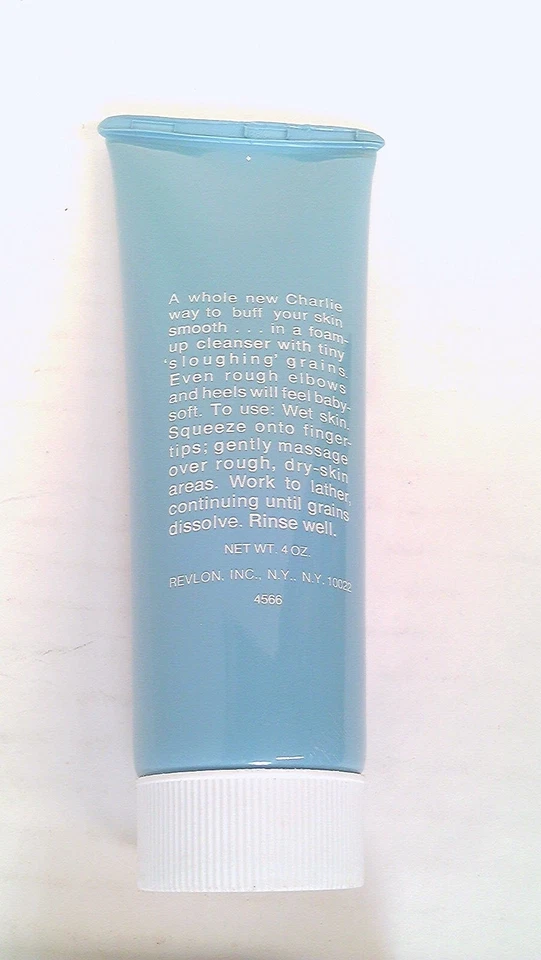 A whole new Charlie
way to buff your skin
smooth . . . in a foam-
up cleanser with tiny
'sloughing' grains.
Even rough elbows
and heels will feel baby-
soft. To use: Wet skin.
Squeeze onto finger-
tips; gently massage
over rough, dry-skin
areas. Work to lather,
continuing until grains
dissolve. Rinse well.
NET WT. 4 OZ.
REVLON, INC., N.Y., N.Y. 10022
4566